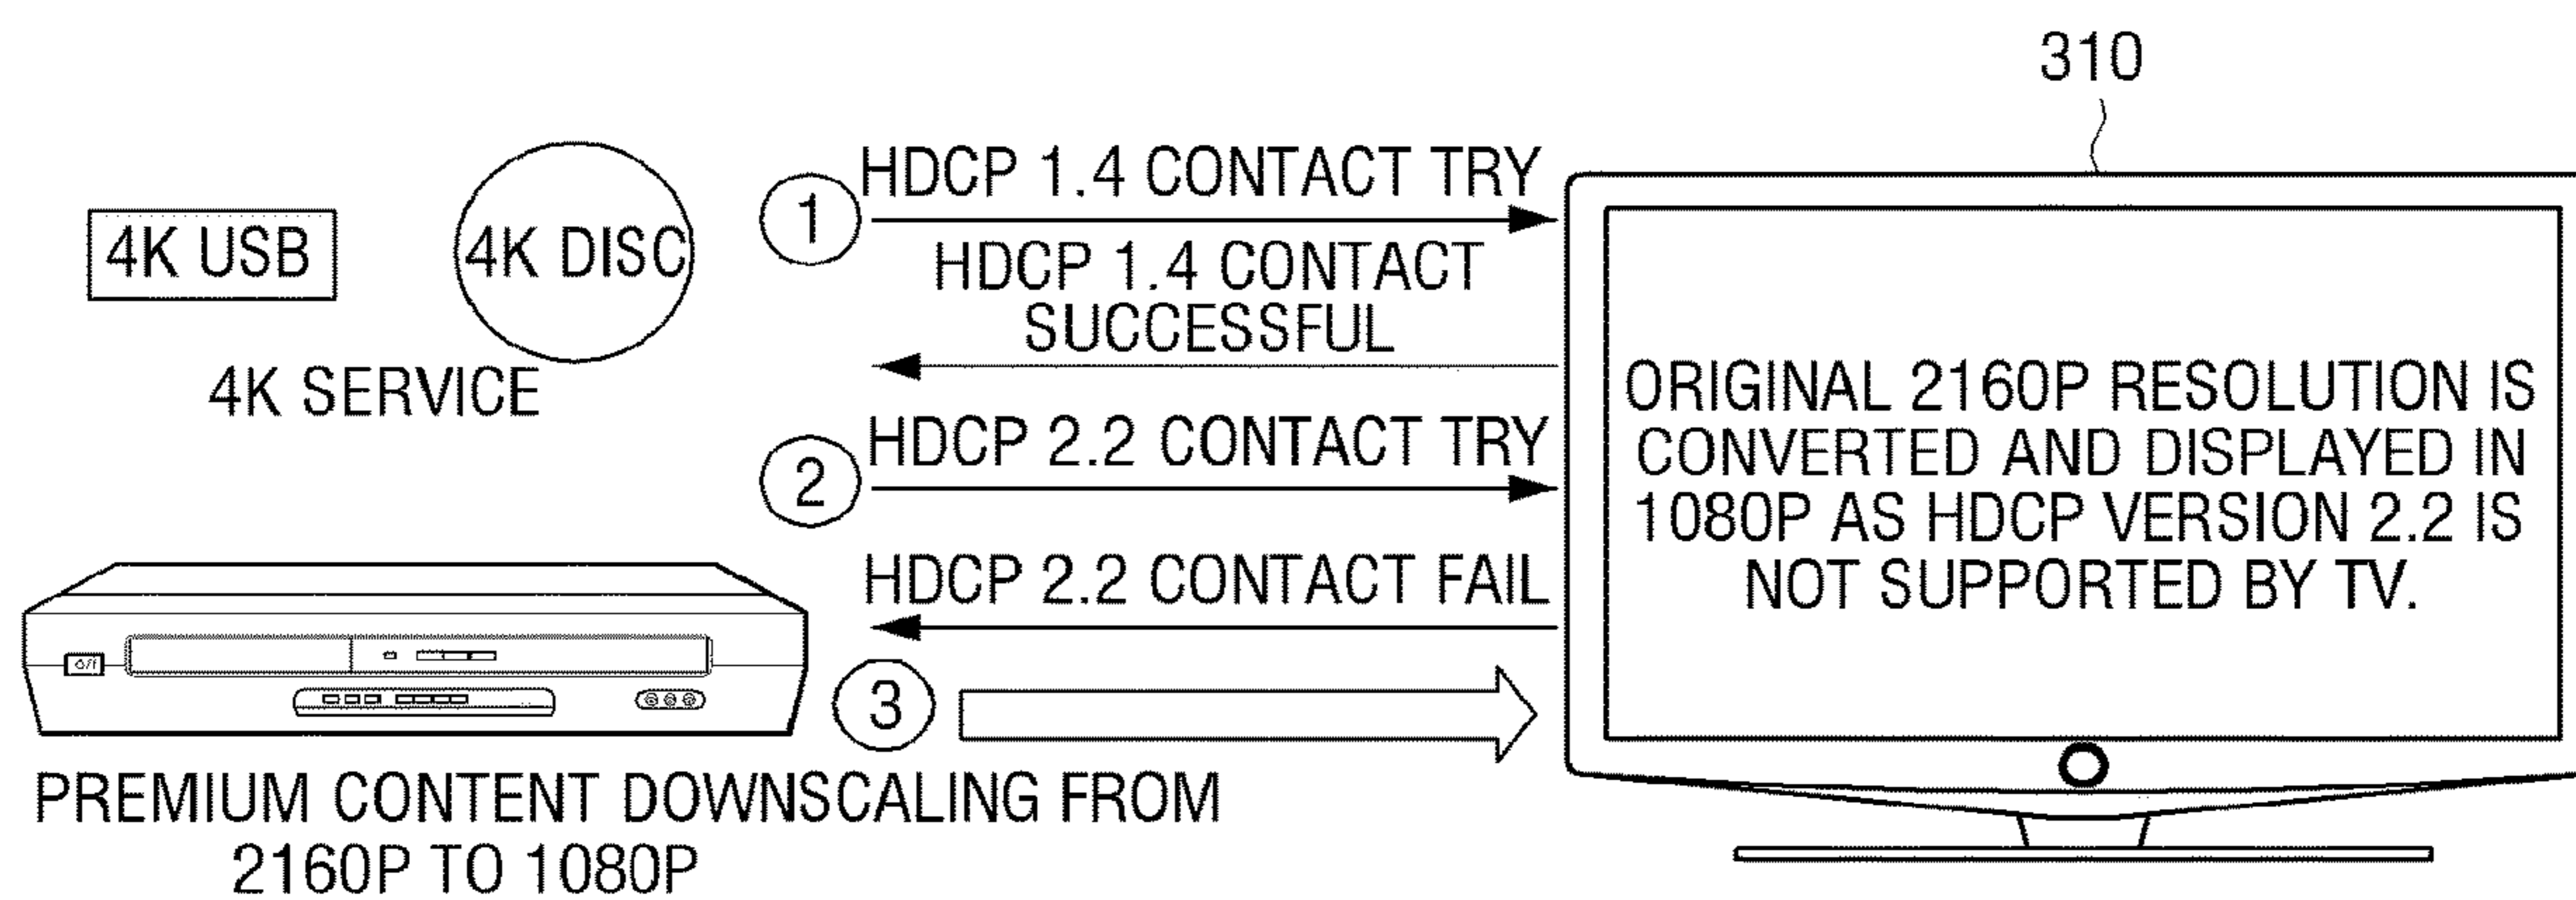 310
4K USB
4K DISC
4K SERVICE
1
HDCP 1.4 CONTACT TRY
HDCP 1.4 CONTACT
SUCCESSFUL
2
HDCP 2.2 CONTACT TRY
HDCP 2.2 CONTACT FAIL
3
PREMIUM CONTENT DOWNSCALING FROM
2160P TO 1080P
ORIGINAL 2160P RESOLUTION IS
CONVERTED AND DISPLAYED IN
1080P AS HDCP VERSION 2.2 IS
NOT SUPPORTED BY TV.